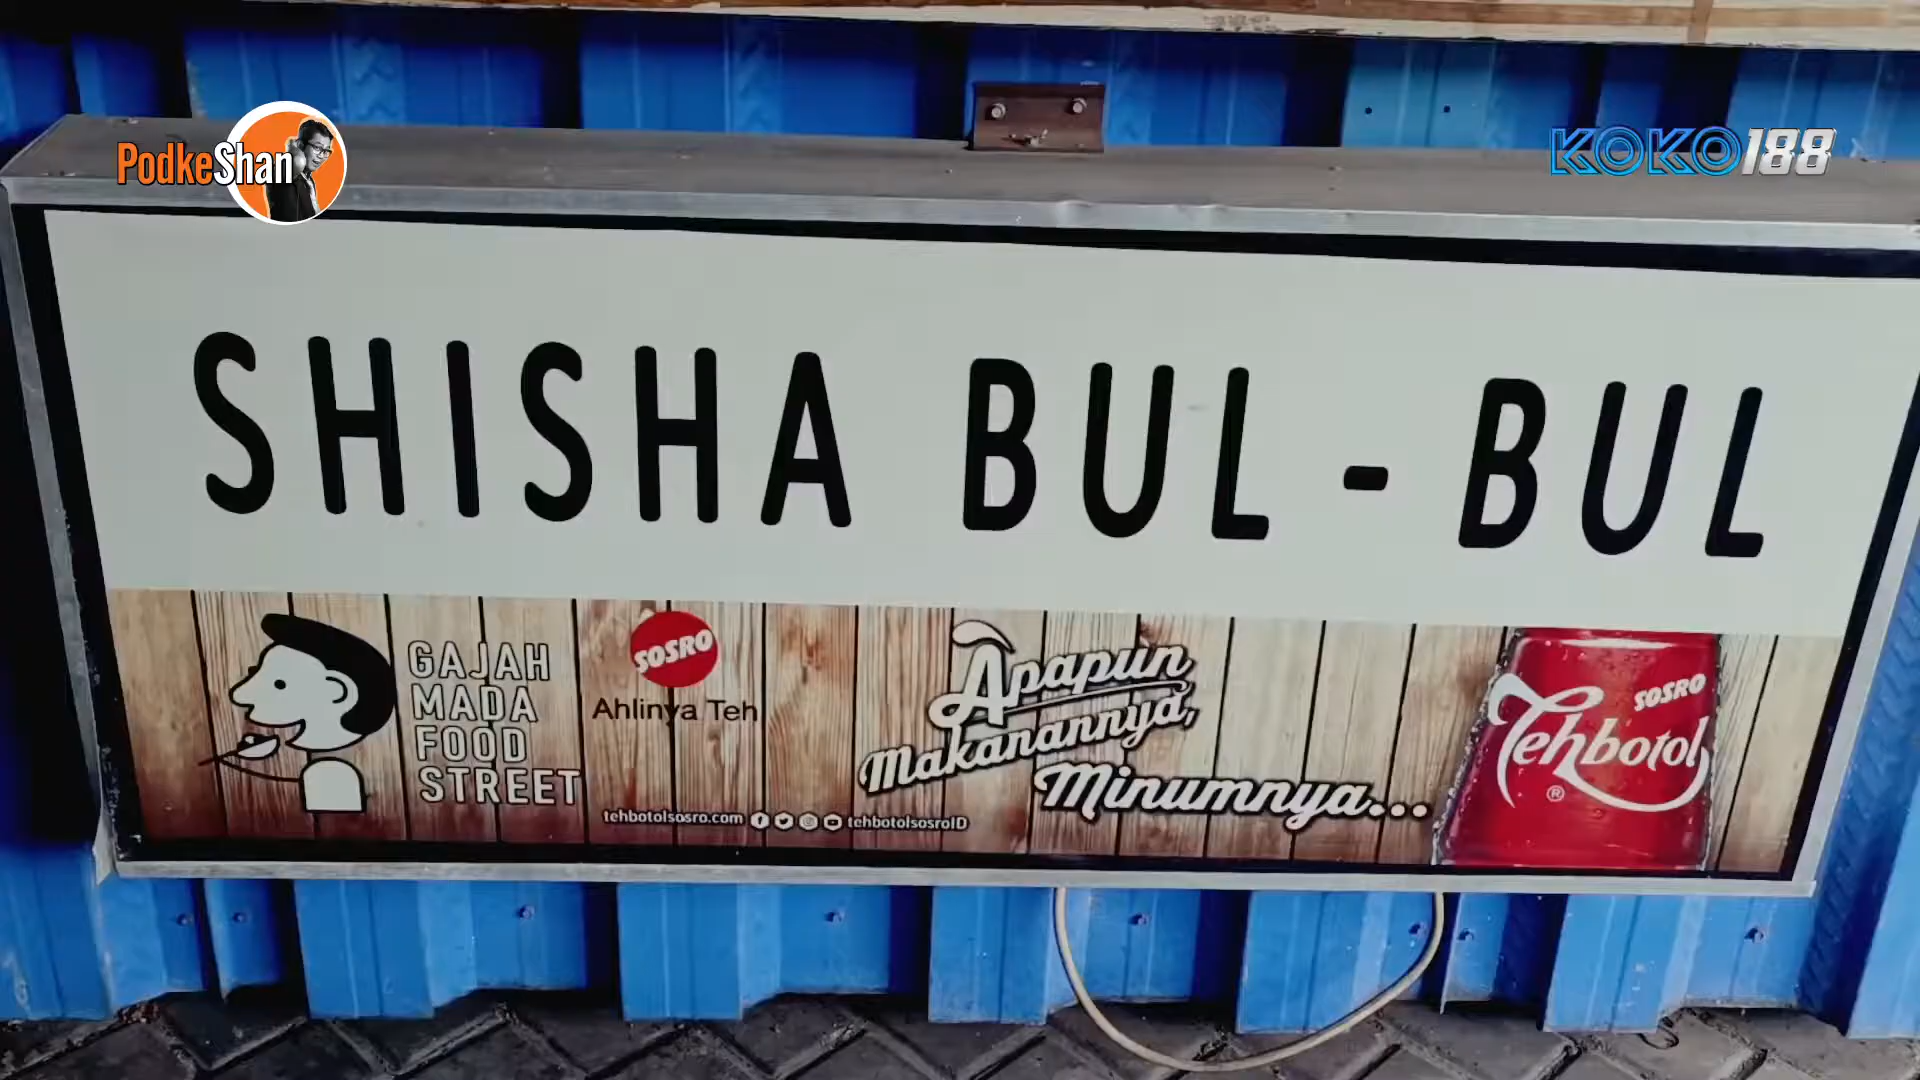 PodkeShan
KOKO188
SHISHA BUL - BUL
GAJAH
MADA
FOOD
STREET
SOSRO
Ahlinya Teh
tehbotolsosro.com
tehbotolsosroID
Apapun
Makanannya,
Minumnya...
SOSRO
Tehbotol
®